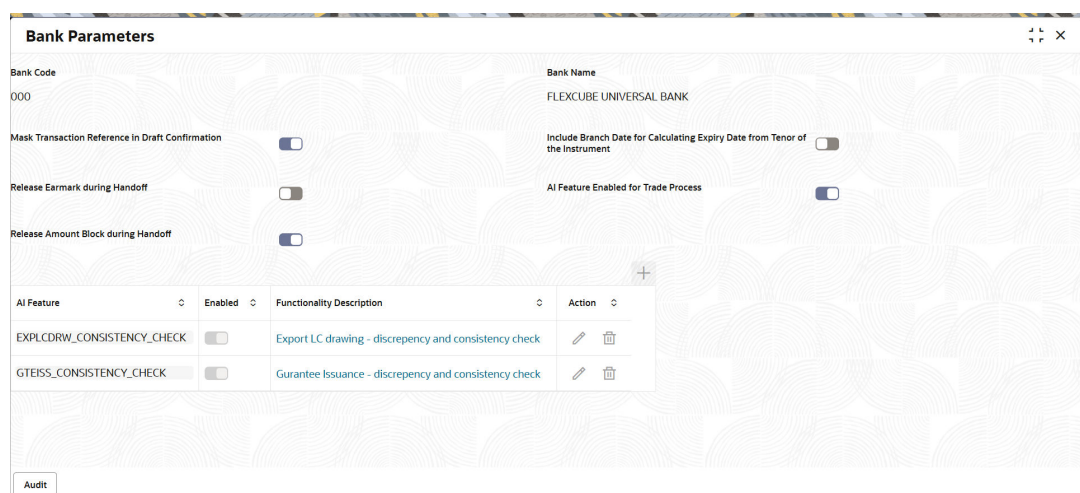 Bank Parameters
Bank Code
Bank Name
000
FLEXCUBE UNIVERSAL BANK
Mask Transaction Reference in Draft Confirmation
Include Branch Date for Calculating Expiry Date from Tenor of
the Instrument
Release Earmark during Handoff
AI Feature Enabled for Trade Process
Release Amount Block during Handoff
AI Feature Enabled Functionality Description Action
EXPLCDRW_CONSISTENCY_CHECK Export LC drawing - discrepency and consistency check
GTEISS_CONSISTENCY_CHECK Gurantee Issuance - discrepency and consistency check
Audit